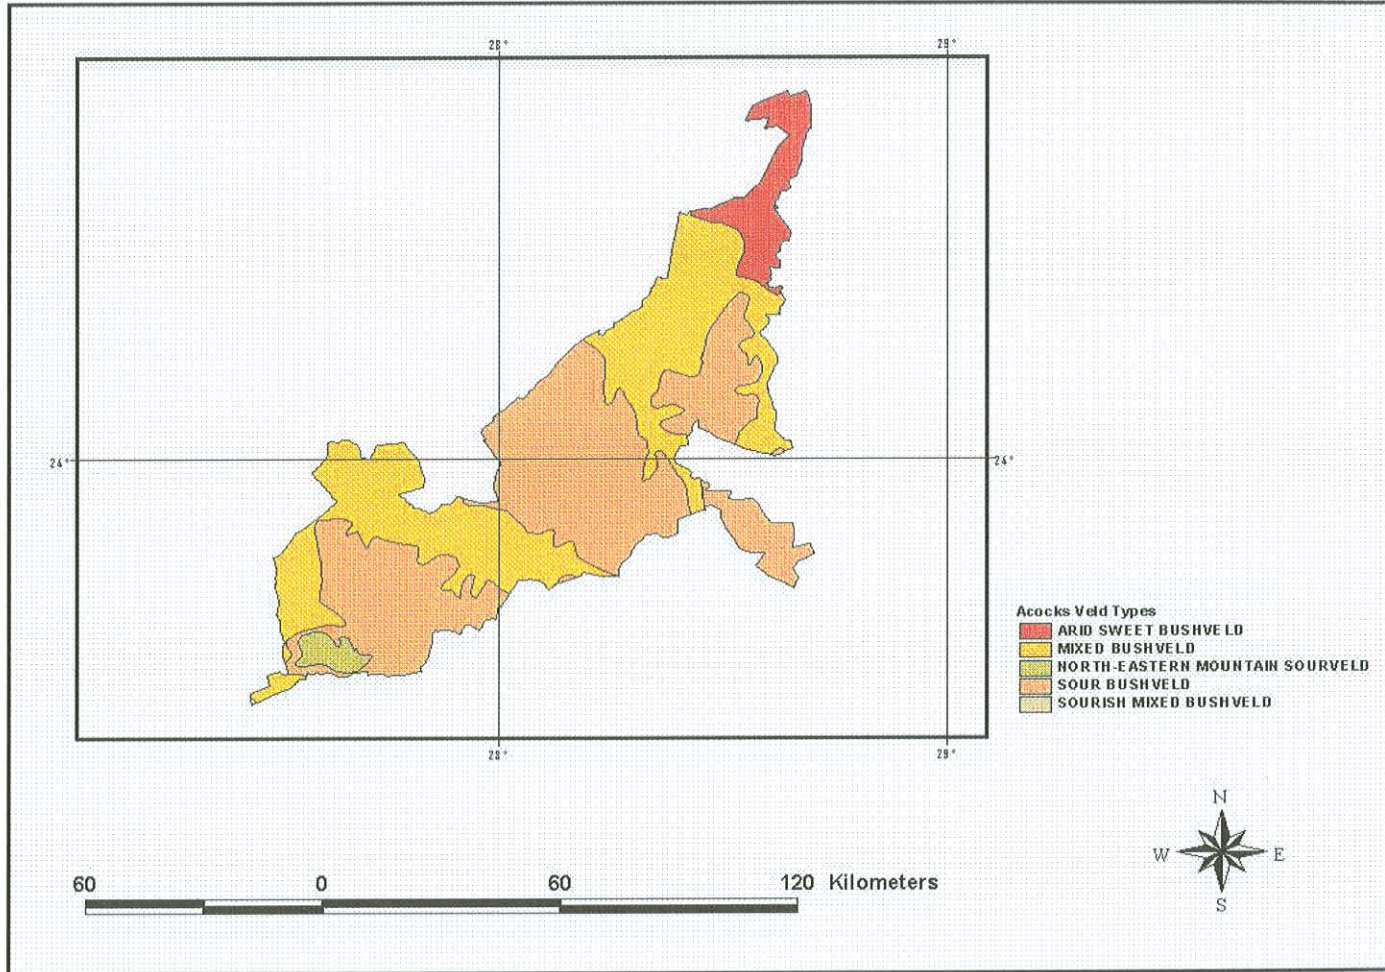 28° 29°
24° 24°
28° 29°
Acocks Veld Types
ARID SWEET BUSHVELD
MIXED BUSHVELD
NORTH-EASTERN MOUNTAIN SOURVELD
SOUR BUSHVELD
SOURISH MIXED BUSHVELD
N
W E
S
60 0 60 120 Kilometers